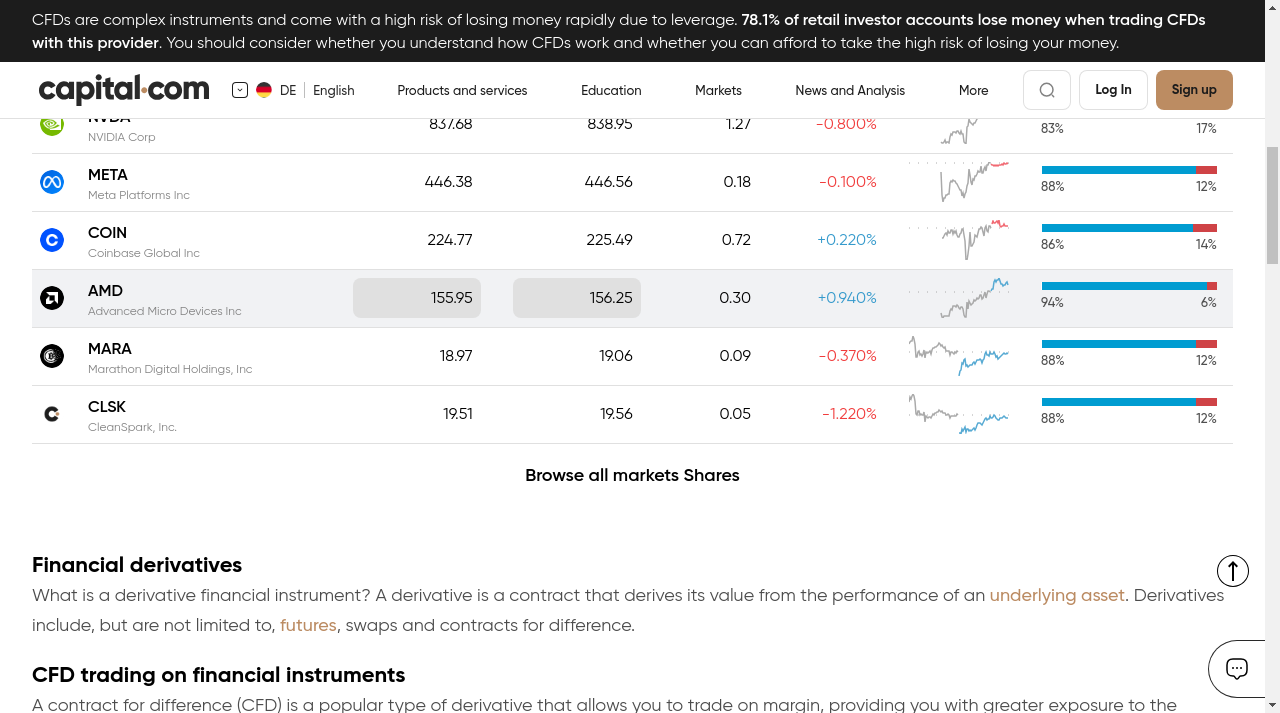 CFDs are complex instruments and come with a high risk of losing money rapidly due to leverage. 78.1% of retail investor accounts lose money when trading CFDs
with this provider. You should consider whether you understand how CFDs work and whether you can afford to take the high risk of losing your money.
capital.com DE English Products and services Education Markets News and Analysis More Log In Sign up
NVDA 837.68 838.95 1.27 -0.800%
NVIDIA Corp 83% 17%
META 446.38 446.56 0.18 -0.100%
Meta Platforms Inc 88% 12%
COIN 224.77 225.49 0.72 +0.220%
Coinbase Global Inc 86% 14%
AMD 155.95 156.25 0.30 +0.940%
Advanced Micro Devices Inc 94% 6%
MARA 18.97 19.06 0.09 -0.370%
Marathon Digital Holdings, Inc 88% 12%
CLSK 19.51 19.56 0.05 -1.220%
CleanSpark, Inc. 88% 12%
Browse all markets Shares
Financial derivatives
What is a derivative financial instrument? A derivative is a contract that derives its value from the performance of an underlying asset. Derivatives
include, but are not limited to, futures, swaps and contracts for difference.
CFD trading on financial instruments
A contract for difference (CFD) is a popular type of derivative that allows you to trade on margin, providing you with greater exposure to the